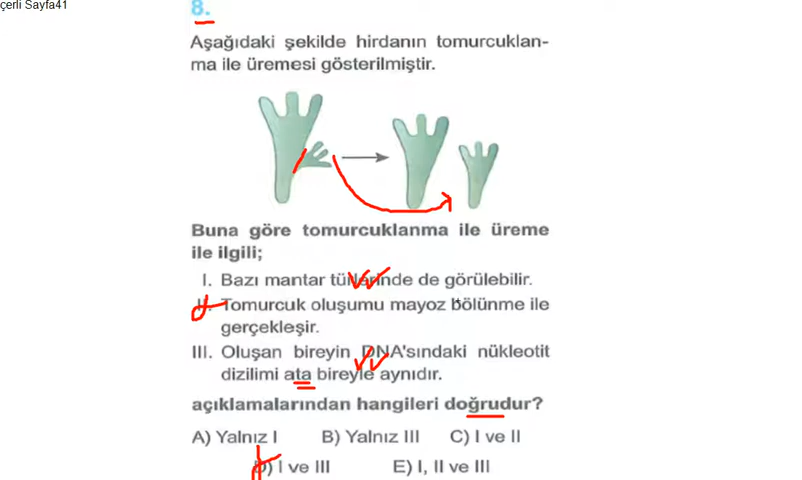 çerli Sayfa41
8.
Aşağıdaki şekilde hirdanın tomurcuklan-
ma ile üremesi gösterilmiştir.
Buna göre tomurcuklanma ile üreme
ile ilgili;
I. Bazı mantar türlerinde de görülebilir.
II. Tomurcuk oluşumu mayoz bölünme ile
gerçekleşir.
III. Oluşan bireyin DNA'sındaki nükleotit
dizilimi ata bireyle aynıdır.
açıklamalarından hangileri doğrudur?
A) Yalnız I B) Yalnız III C) I ve II
D) I ve III E) I, II ve III